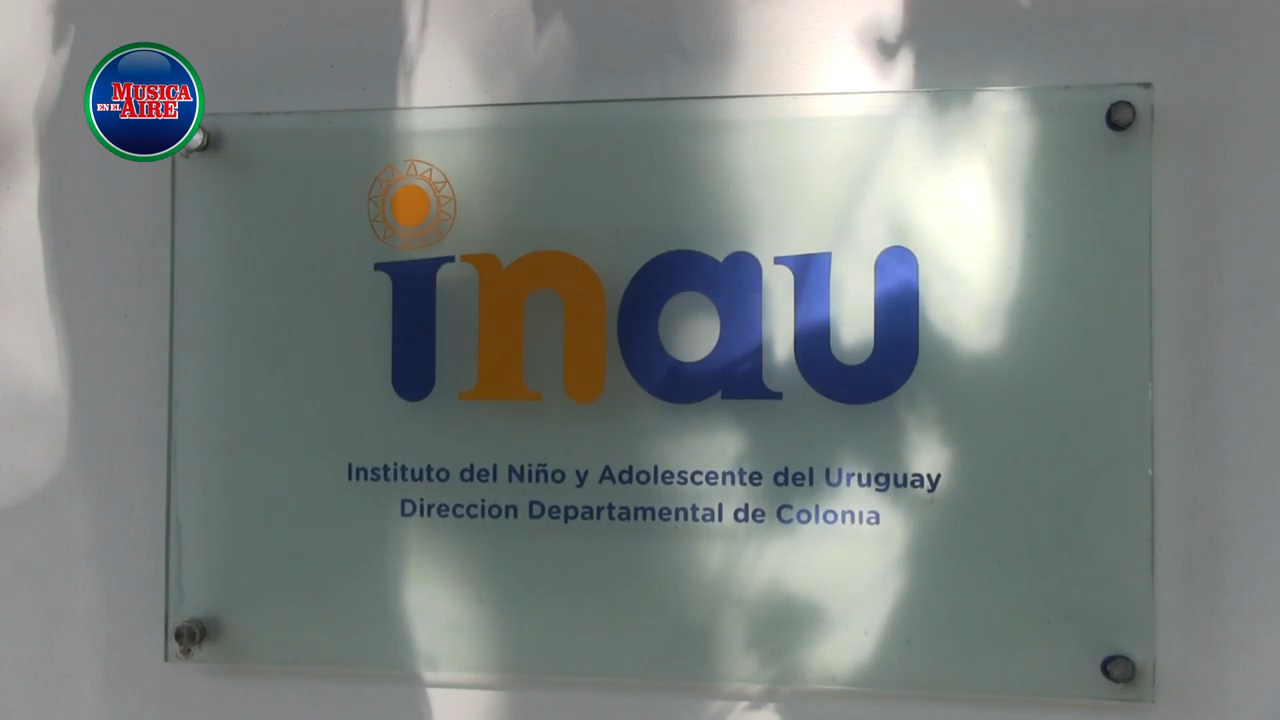 MUSICA
EN EL AIRE
inau
Instituto del Niño y Adolescente del Uruguay
Direccion Departamental de Colonia